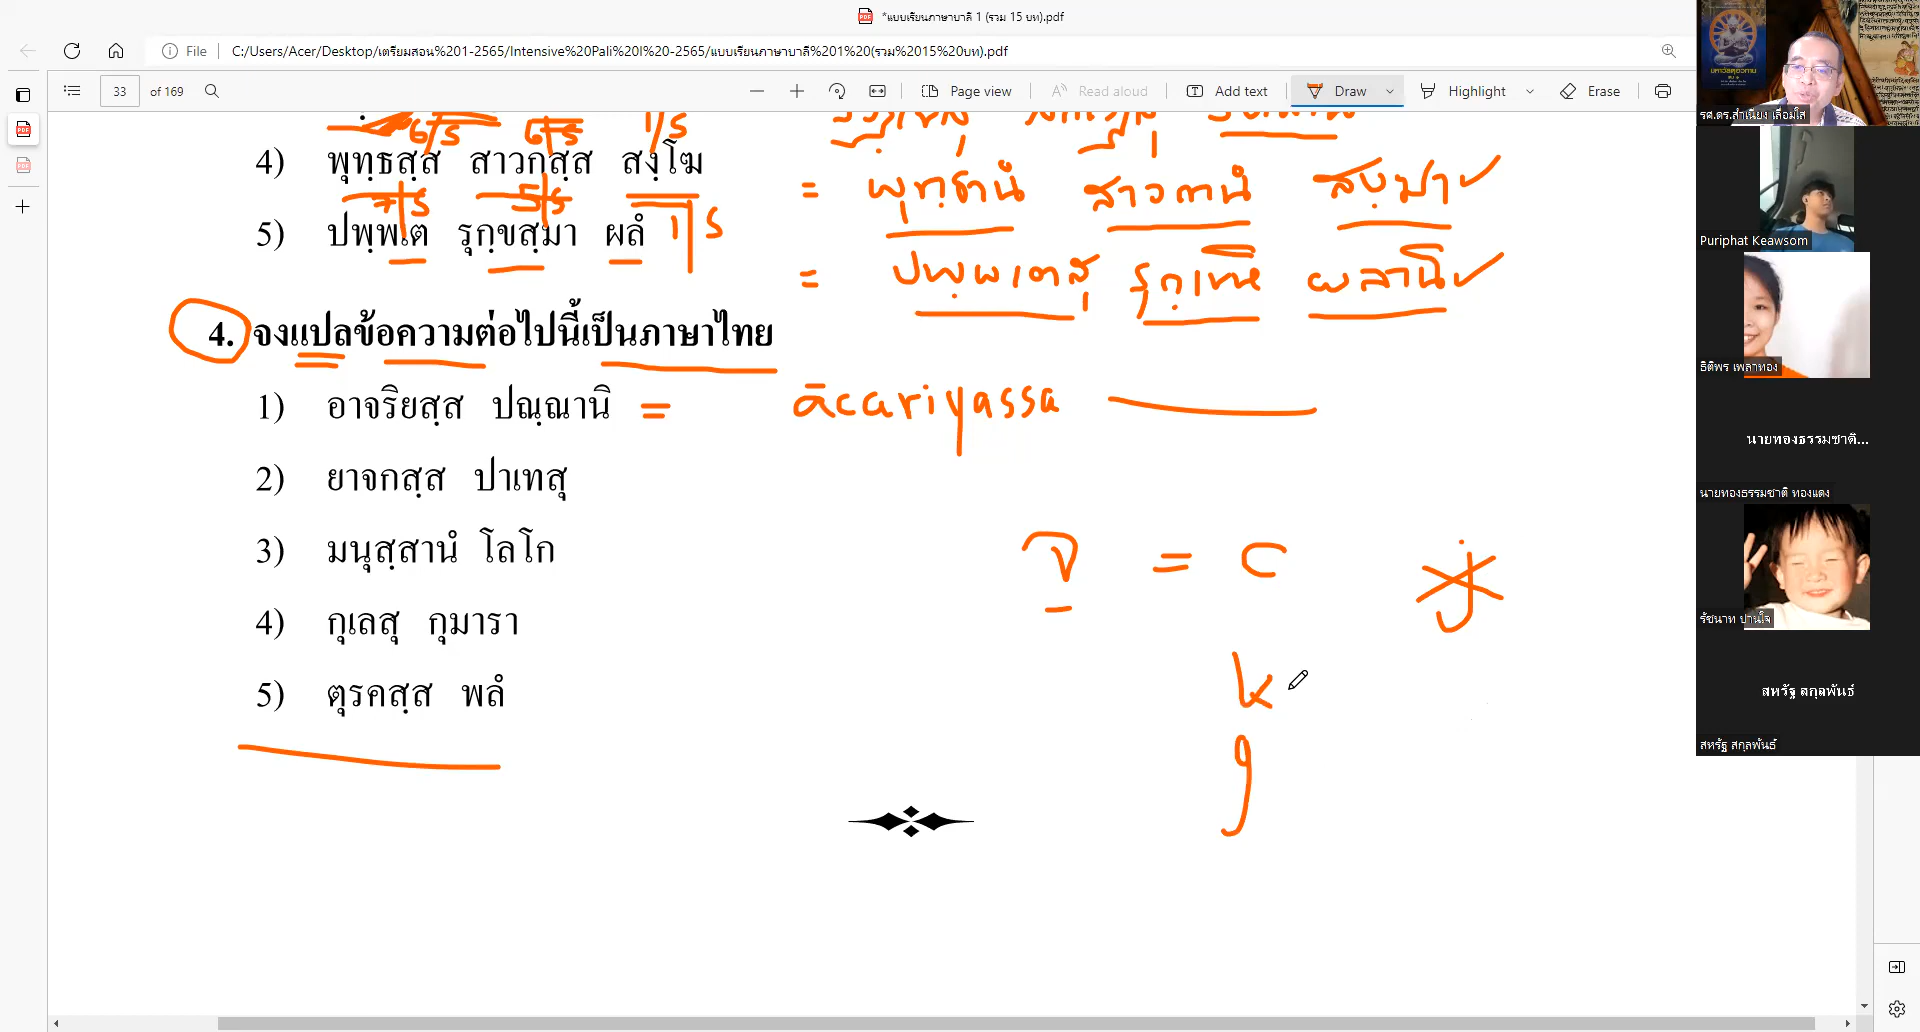 *แบบเรียนภาษาบาลี 1 (รวม 15 บท).pdf
File C:/Users/Acer/Desktop/เตรียมสอน%201-2565/Intensive%20Pali%20I%20-2565/แบบเรียนภาษาบาลี%201%20(รวม%2015%20บท).pdf
33 of 169 Page view Read aloud Add text Draw Highlight Erase
6/s 6/s 1/s
4) พุทฺธสฺส สาวกสฺส สงฺโฆ = พุทฺธานํ สาวกานํ สงฺฆา
7/s 5/s 1/s
5) ปพฺพเต รุกฺขสฺมา ผลํ = ปพฺพเตสุ ผลานิ
4. จงแปลข้อความต่อไปนี้เป็นภาษาไทย
1) อาจริยสฺส ปณฺณานิ = ācariyassa
2) ยาจกสฺส ปาเทสุ
3) มนุสฺสานํ โลโก
จ = c j
4) กุเลสุ กุมารา
5) ตุรคสฺส พลํ
k
g
รศ.ดร.สำเนียง เลื่อมใส
Puriphat Keawsom
ธิติพร เพลาทอง
นายทองธรรมชาติ...
นายทองธรรมชาติ ทองแดง
รัชนาท ปานใจ
สหรัฐ สกุลพันธ์
สหรัฐ สกุลพันธ์